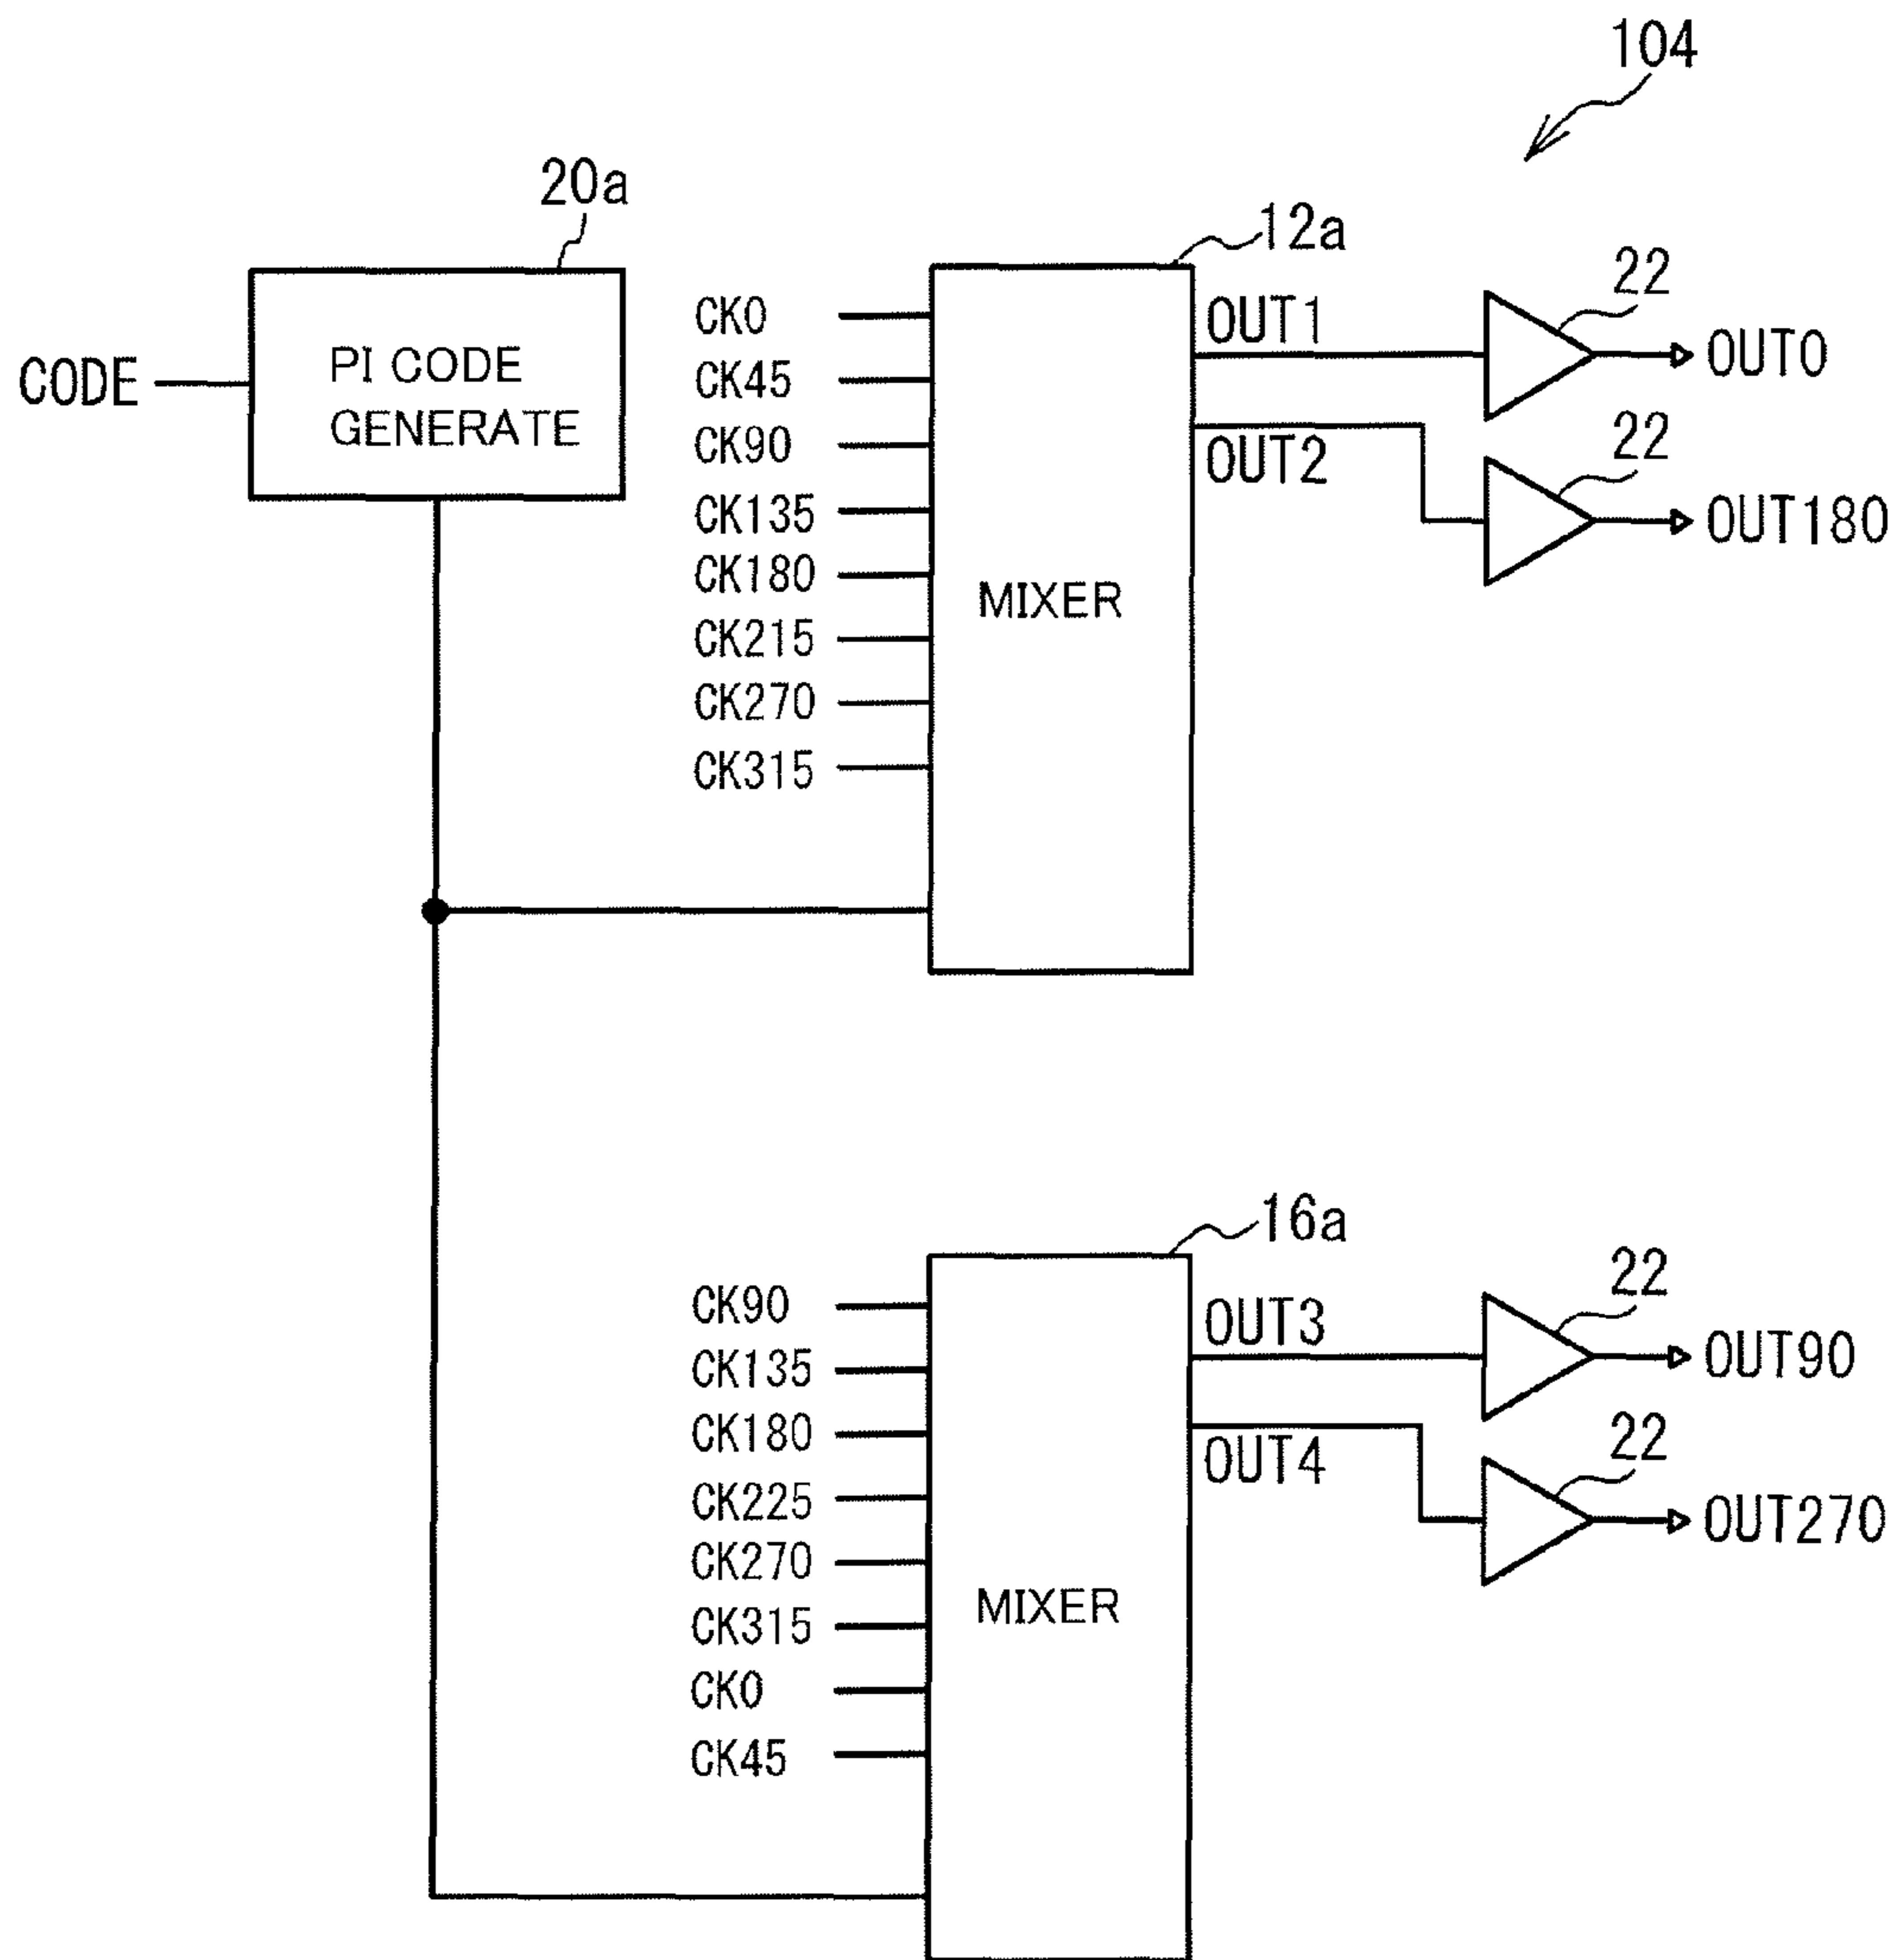 104
20a
CODE
PI CODE
GENERATE
12a
CK0
CK45
CK90
CK135
CK180
CK215
CK270
CK315
MIXER
OUT1
22
OUT0
OUT2
22
OUT180
16a
CK90
CK135
CK180
CK225
CK270
CK315
CK0
CK45
MIXER
OUT3
22
OUT90
OUT4
22
OUT270